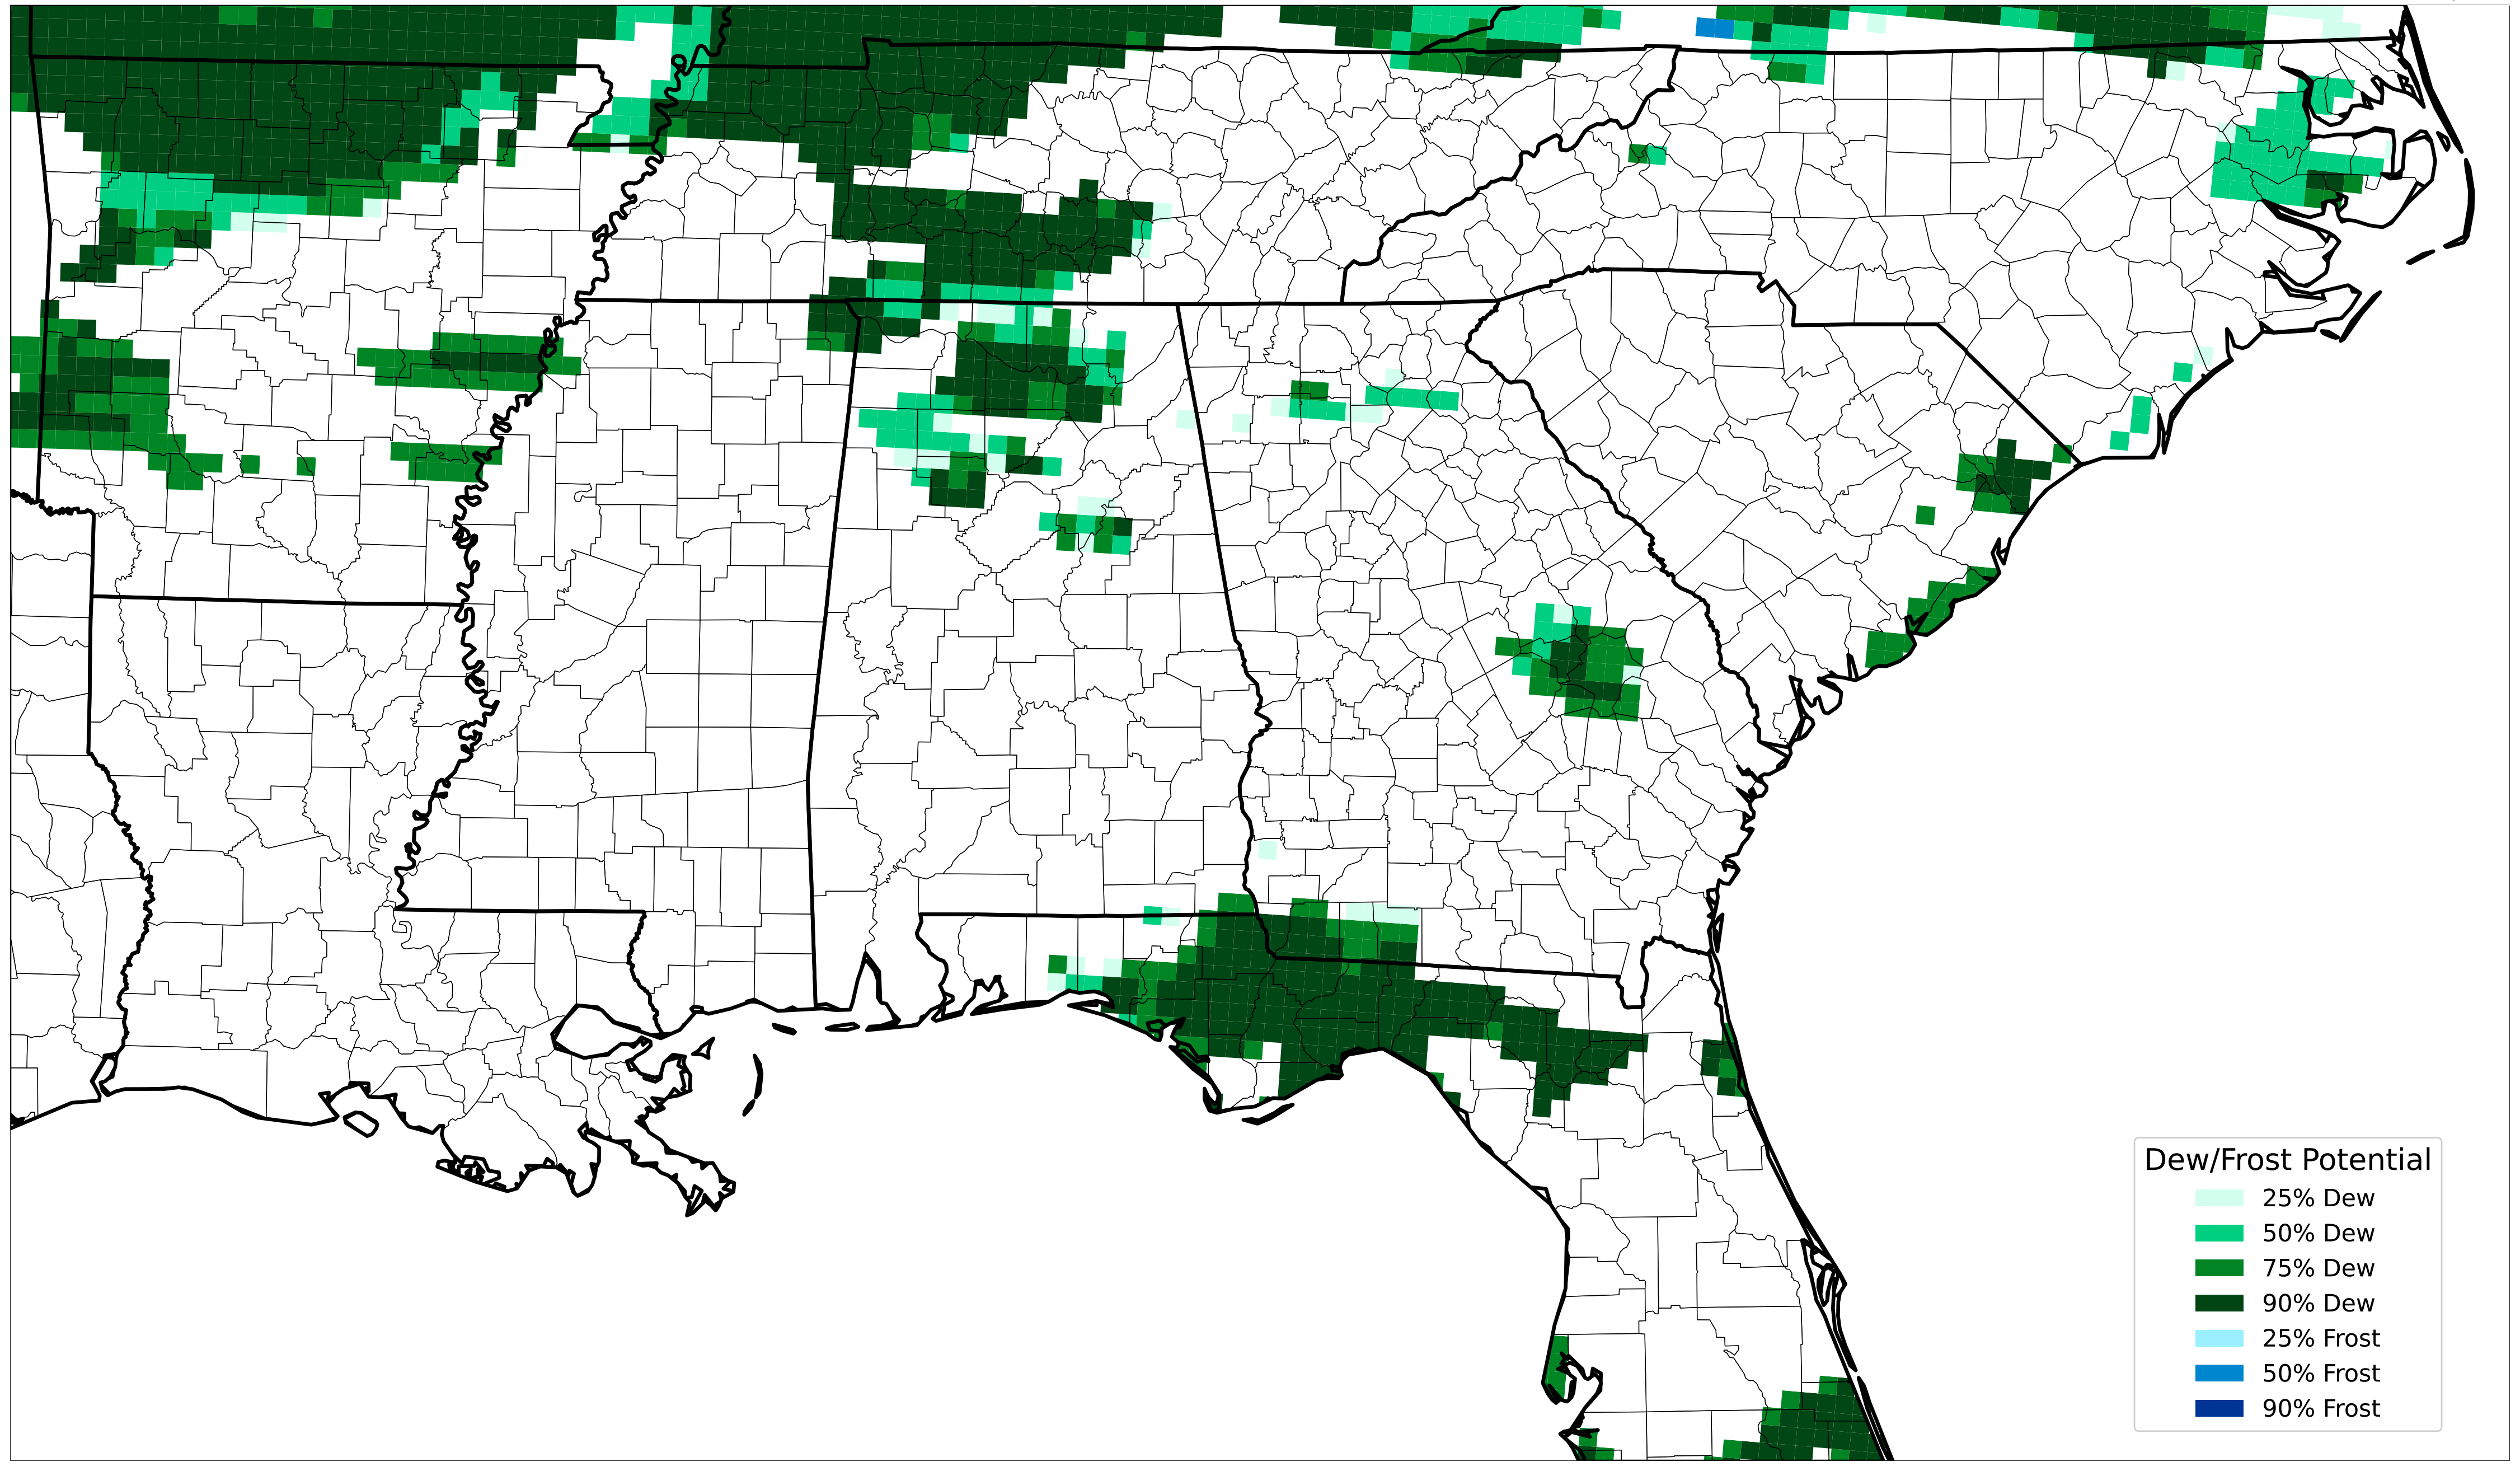 Dew/Frost Potential
25% Dew
50% Dew
75% Dew
90% Dew
25% Frost
50% Frost
90% Frost